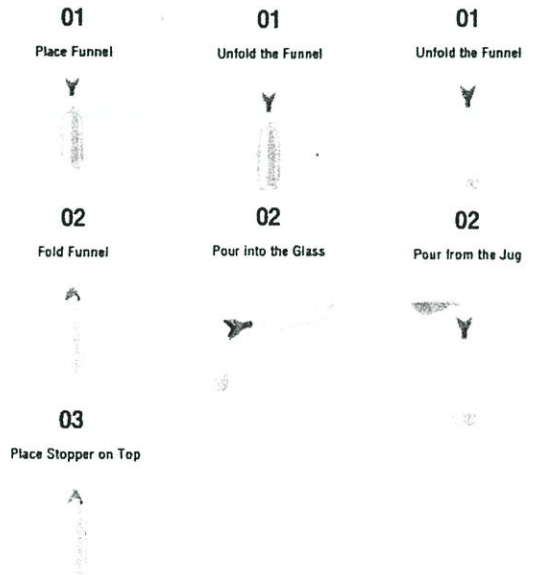 01
Place Funnel
01
Unfold the Funnel
01
Unfold the Funnel
02
Fold Funnel
02
Pour into the Glass
02
Pour from the Jug
03
Place Stopper on Top